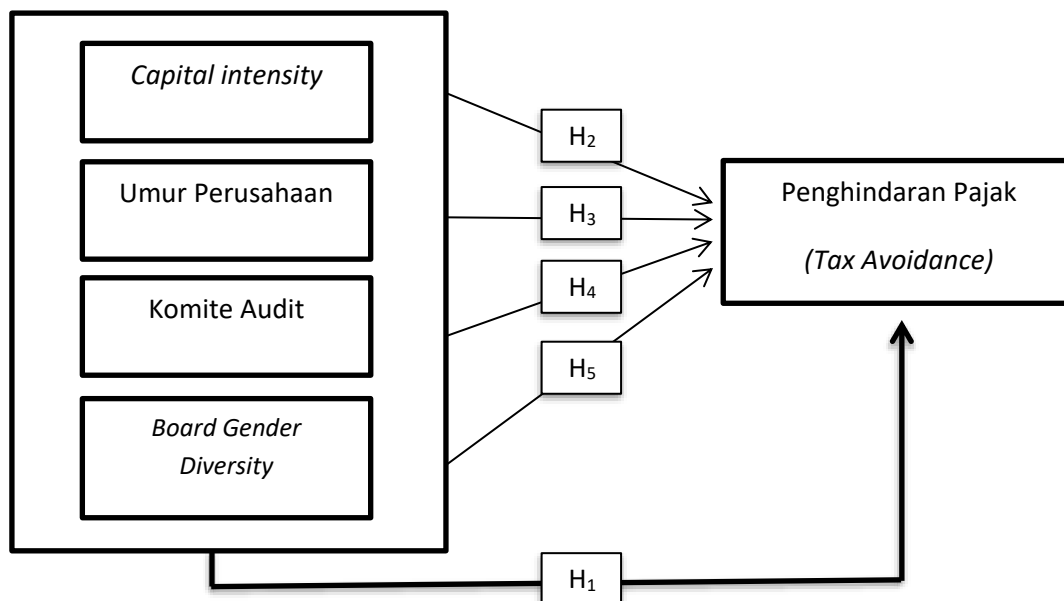 Capital intensity
Umur Perusahaan
Komite Audit
Board Gender
Diversity
H₂
H₃
H₄
H₅
H₁
Penghindaran Pajak
(Tax Avoidance)